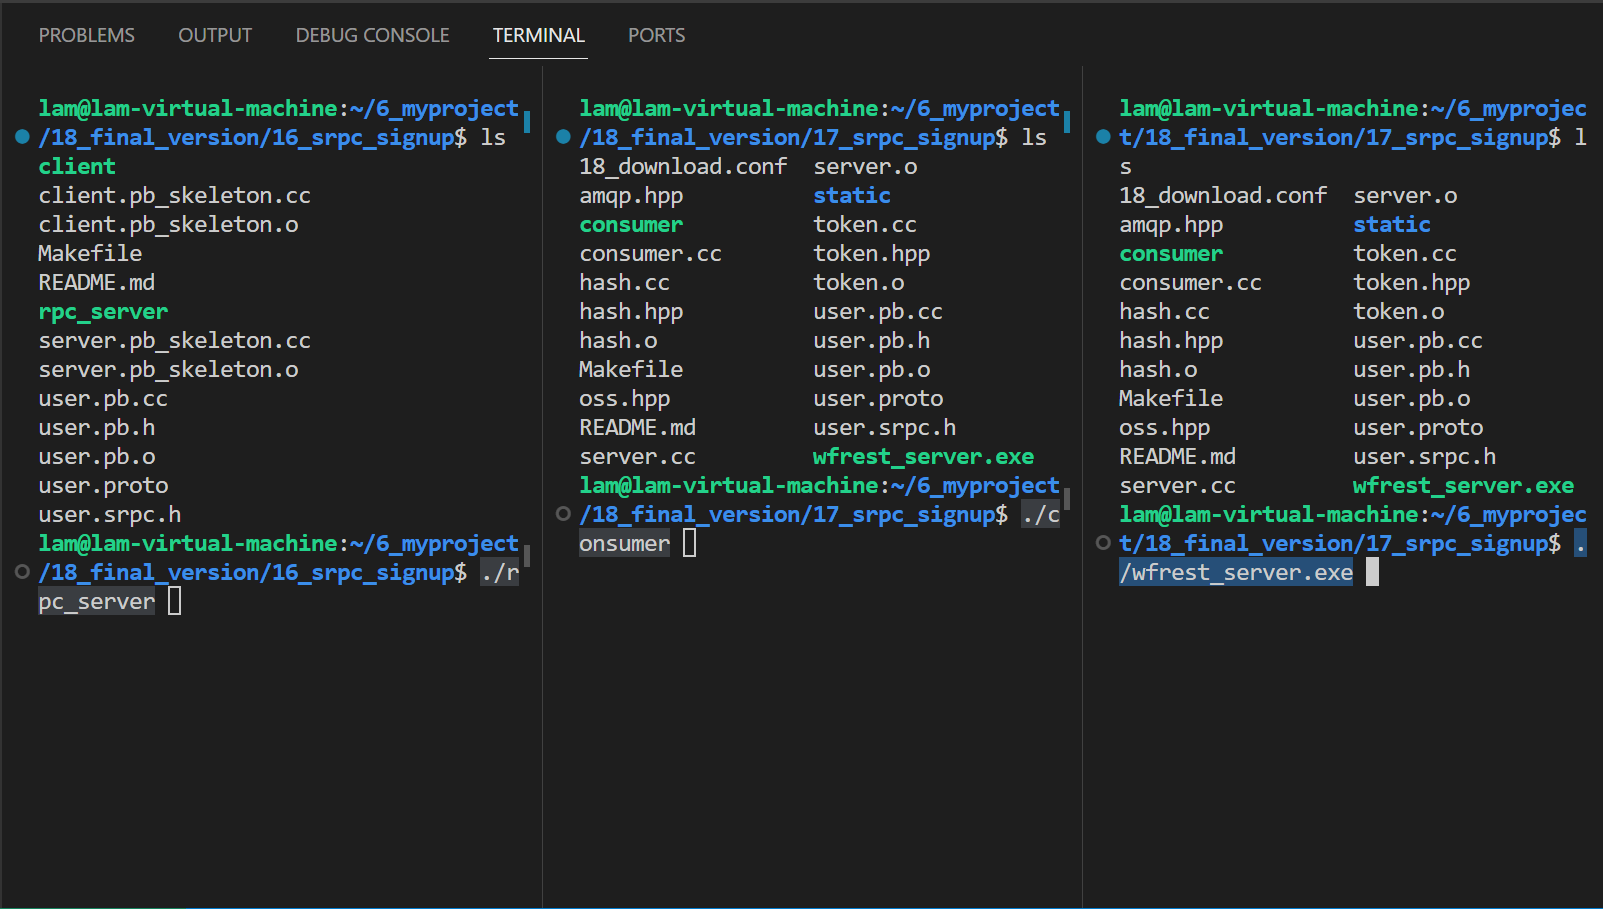 PROBLEMS OUTPUT DEBUG CONSOLE TERMINAL PORTS
lam@lam-virtual-machine:~/6_myproject
/18_final_version/16_srpc_signup$ ls
client
client.pb_skeleton.cc
client.pb_skeleton.o
Makefile
README.md
rpc_server
server.pb_skeleton.cc
server.pb_skeleton.o
user.pb.cc
user.pb.h
user.pb.o
user.proto
user.srpc.h
lam@lam-virtual-machine:~/6_myproject
/18_final_version/16_srpc_signup$ ./r
pc_server
lam@lam-virtual-machine:~/6_myproject
/18_final_version/17_srpc_signup$ ls
18_download.conf server.o
amqp.hpp static
consumer token.cc
consumer.cc token.hpp
hash.cc token.o
hash.hpp user.pb.cc
hash.o user.pb.h
Makefile user.pb.o
oss.hpp user.proto
README.md user.srpc.h
server.cc wfrest_server.exe
lam@lam-virtual-machine:~/6_myproject
/18_final_version/17_srpc_signup$ ./c
onsumer
lam@lam-virtual-machine:~/6_myprojec
t/18_final_version/17_srpc_signup$ l
s
18_download.conf server.o
amqp.hpp static
consumer token.cc
consumer.cc token.hpp
hash.cc token.o
hash.hpp user.pb.cc
hash.o user.pb.h
Makefile user.pb.o
oss.hpp user.proto
README.md user.srpc.h
server.cc wfrest_server.exe
lam@lam-virtual-machine:~/6_myprojec
t/18_final_version/17_srpc_signup$ .
/wfrest_server.exe